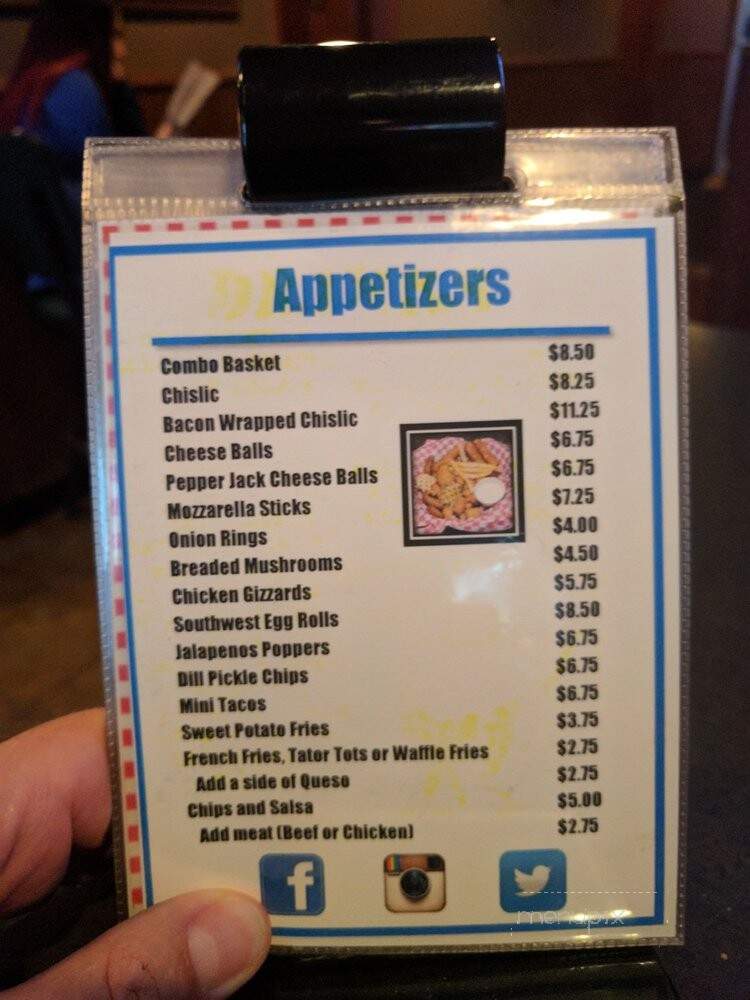 Appetizers
Combo Basket $8.50
Chislic $8.25
Bacon Wrapped Chislic $11.25
Cheese Balls $6.75
Pepper Jack Cheese Balls $6.75
Mozzarella Sticks $7.25
Onion Rings $4.00
Breaded Mushrooms $4.50
Chicken Gizzards $5.75
Southwest Egg Rolls $8.50
Jalapenos Poppers $6.75
Dill Pickle Chips $6.75
Mini Tacos $6.75
Sweet Potato Fries $3.75
French Fries, Tator Tots or Waffle Fries $2.75
Add a side of Queso $2.75
Chips and Salsa $5.00
Add meat (Beef or Chicken) $2.75
menupix